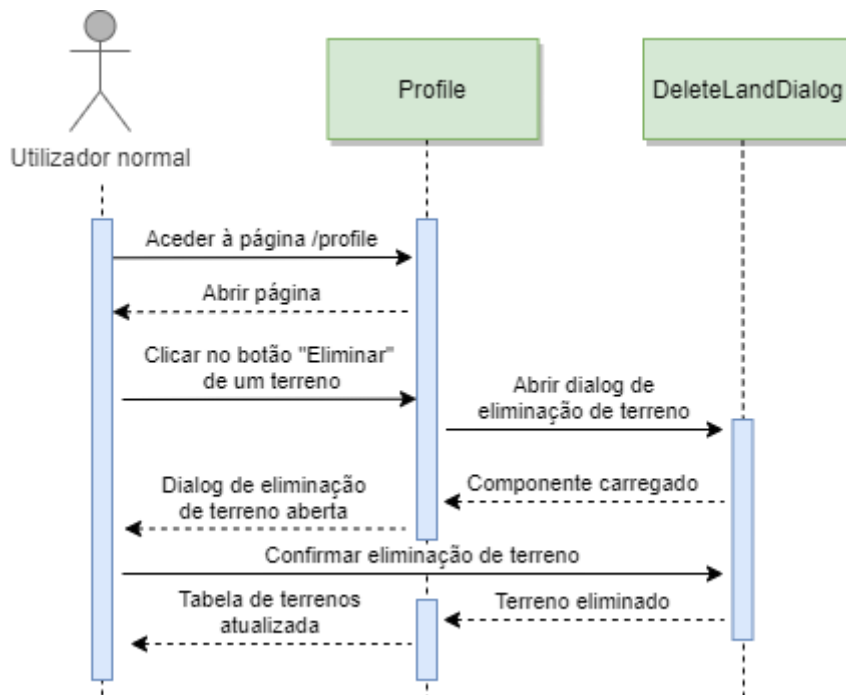 Utilizador normal
Profile
DeleteLandDialog
Aceder à página /profile
Abrir página
Clicar no botão "Eliminar"
de um terreno
Abrir dialog de
eliminação de terreno
Componente carregado
Dialog de eliminação
de terreno aberta
Confirmar eliminação de terreno
Terreno eliminado
Tabela de terrenos
atualizada